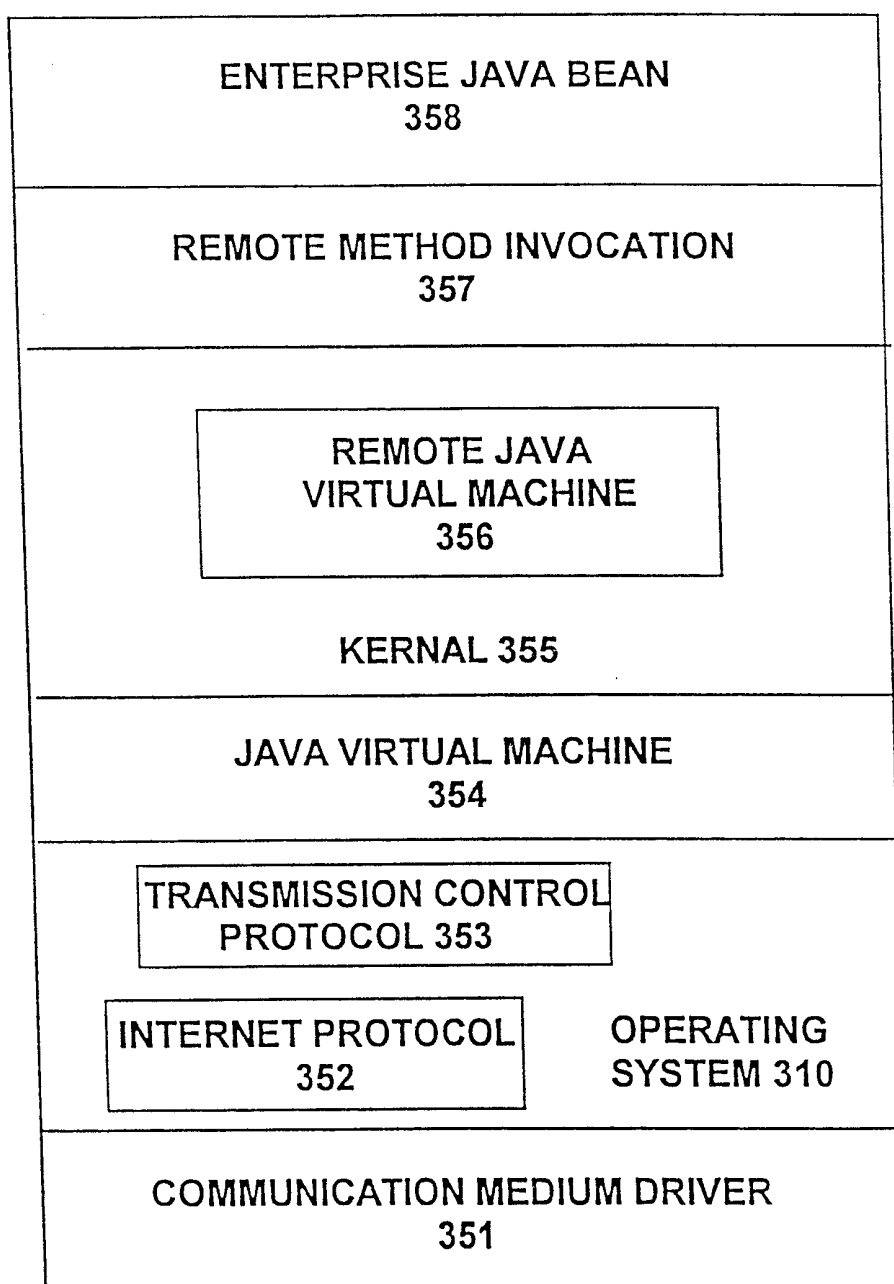 ENTERPRISE JAVA BEAN
358
REMOTE METHOD INVOCATION
357
REMOTE JAVA
VIRTUAL MACHINE
356
KERNAL 355
JAVA VIRTUAL MACHINE
354
TRANSMISSION CONTROL
PROTOCOL 353
INTERNET PROTOCOL
352
OPERATING
SYSTEM 310
COMMUNICATION MEDIUM DRIVER
351